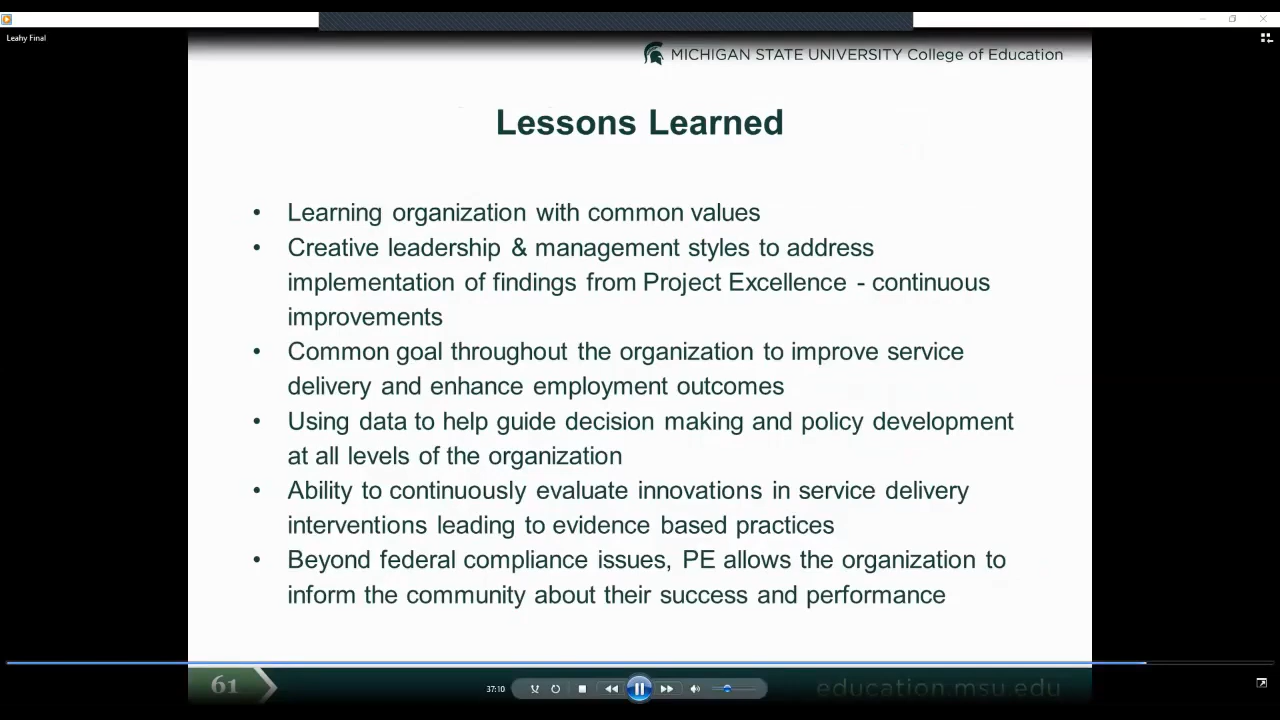 Leahy Final
MICHIGAN STATE UNIVERSITY College of Education
Lessons Learned
• Learning organization with common values
• Creative leadership & management styles to address
implementation of findings from Project Excellence - continuous
improvements
• Common goal throughout the organization to improve service
delivery and enhance employment outcomes
• Using data to help guide decision making and policy development
at all levels of the organization
• Ability to continuously evaluate innovations in service delivery
interventions leading to evidence based practices
• Beyond federal compliance issues, PE allows the organization to
inform the community about their success and performance
61
37:10
education.msu.edu